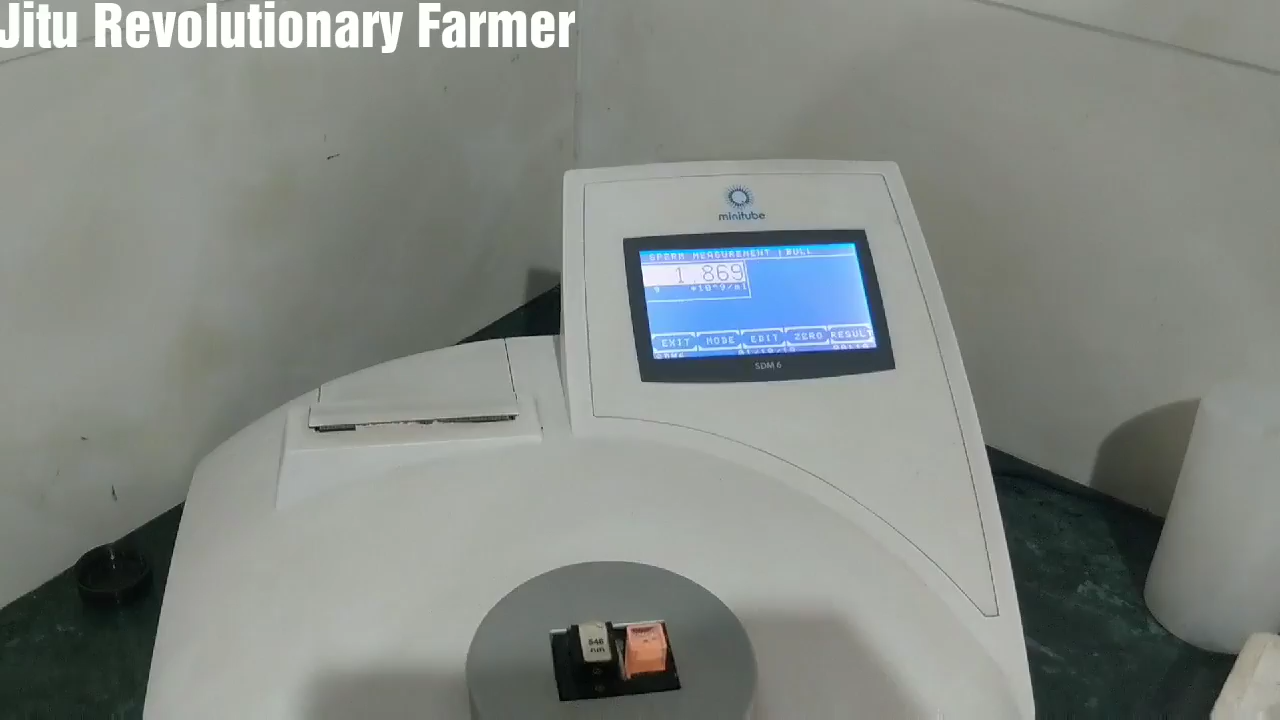 Jitu Revolutionary Farmer
minitube
SPERM MEASUREMENT | BULL
1.869
*10^9/ml
EXIT MODE EDIT ZERO RESULT
SDM6
SDM 6
546
nm